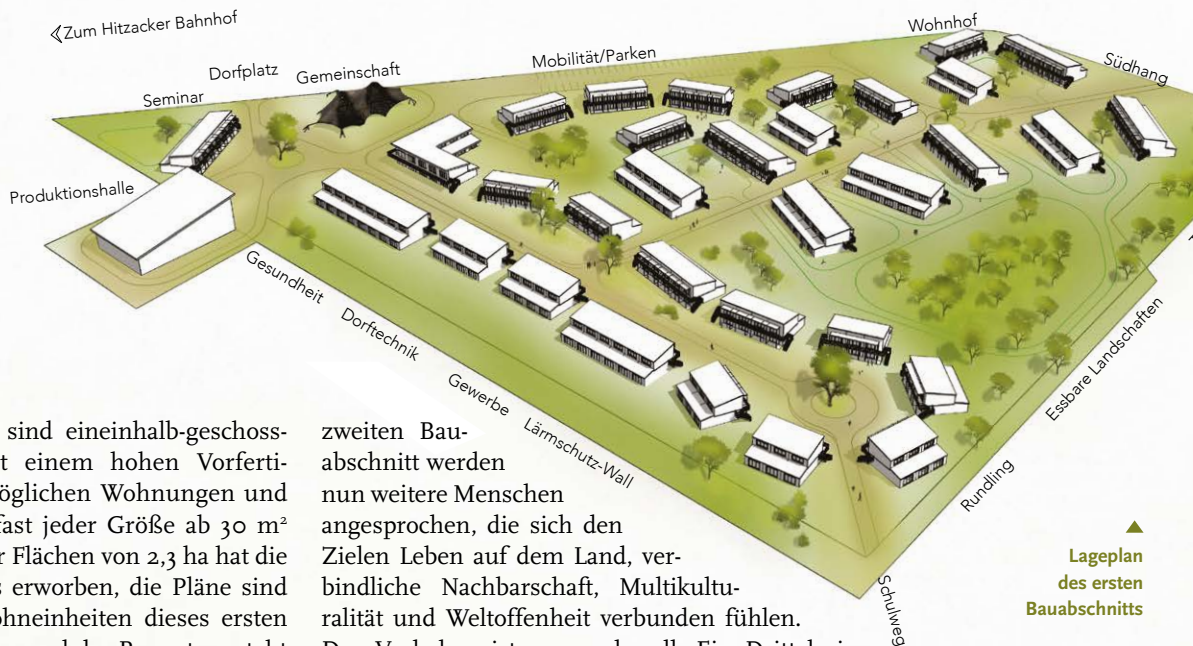 Zum Hitzacker Bahnhof
Wohnhof
Mobilität/Parken
Südhang
Dorfplatz
Gemeinschaft
Seminar
Produktionshalle
Gesundheit
Dorftechnik
Gewerbe
Lärmschutz-Wall
Essbare Landschaften
Rundling
Schulweg
Lageplan
des ersten
Bauabschnitts
sind eineinhalb-geschoss-
t einem hohen Vorferti-
öglichen Wohnungen und
fast jeder Größe ab 30 m²
r Flächen von 2,3 ha hat die
s erworben, die Pläne sind
ohneinheiten dieses ersten
zweiten Bau-
abschnitt werden
nun weitere Menschen
angesprochen, die sich den
Zielen Leben auf dem Land, ver-
bindliche Nachbarschaft, Multikultu-
ralität und Weltoffenheit verbunden fühlen.